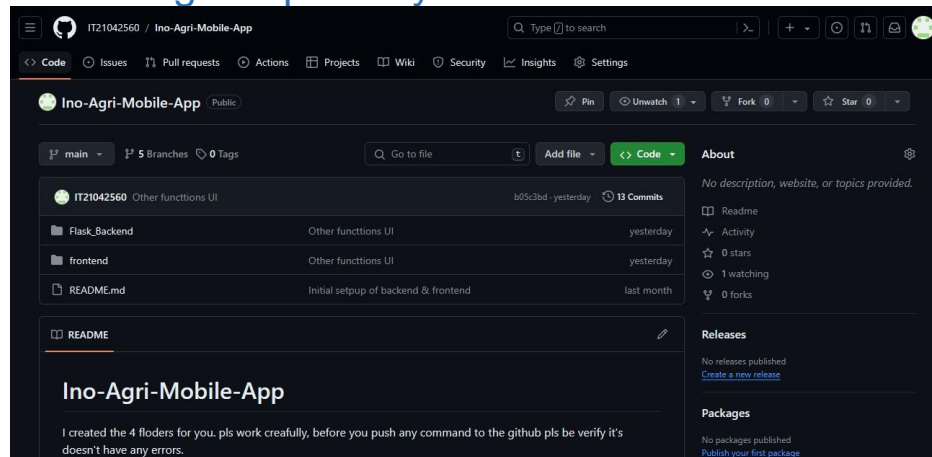 IT21042560 / Ino-Agri-Mobile-App
Type / to search
Code Issues Pull requests Actions Projects Wiki Security Insights Settings
Ino-Agri-Mobile-App Public
Pin Unwatch 1 Fork 0 Star 0
main 5 Branches 0 Tags Go to file t Add file Code
IT21042560 Other functtions UI b05c3bd · yesterday 13 Commits
Flask_Backend Other functtions UI yesterday
frontend Other functtions UI yesterday
README.md Initial setpup of backend & frontend last month
README
Ino-Agri-Mobile-App
I created the 4 floders for you. pls work creafully, before you push any command to the github pls be verify it's
doesn't have any errors.
About
No description, website, or topics provided.
Readme
Activity
0 stars
1 watching
0 forks
Releases
No releases published
Create a new release
Packages
No packages published
Publish your first package